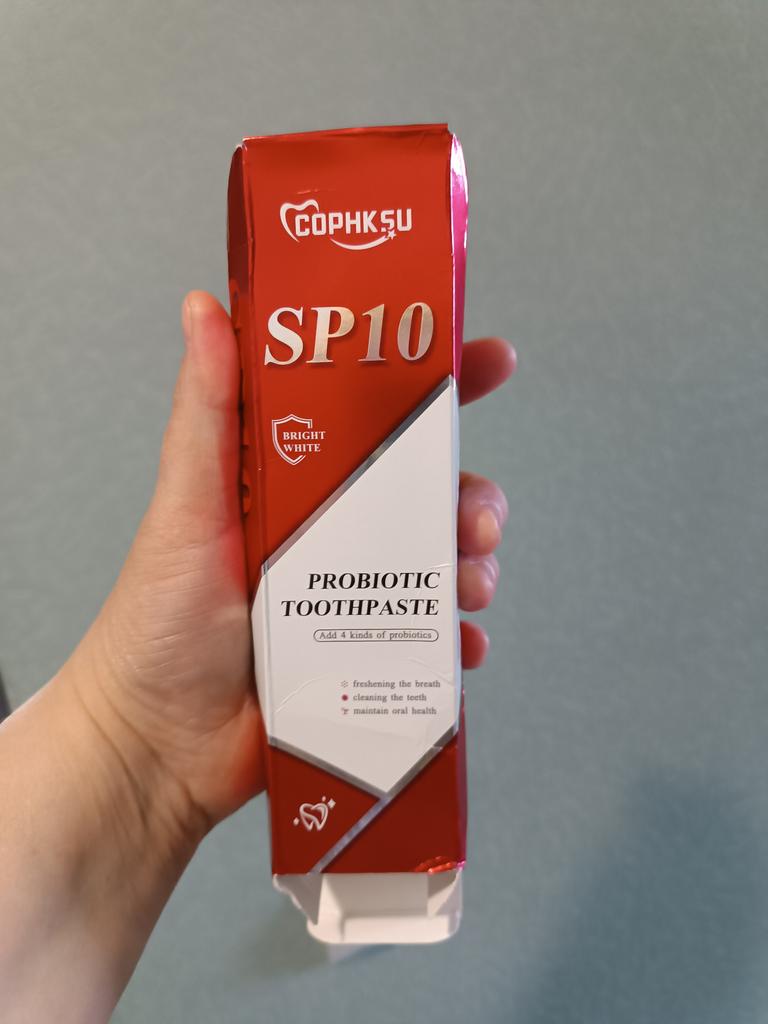 COPHKSU
SP10
BRIGHT
WHITE
PROBIOTIC
TOOTHPASTE
Add 4 kinds of probiotics
freshening the breath
cleaning the teeth
maintain oral health